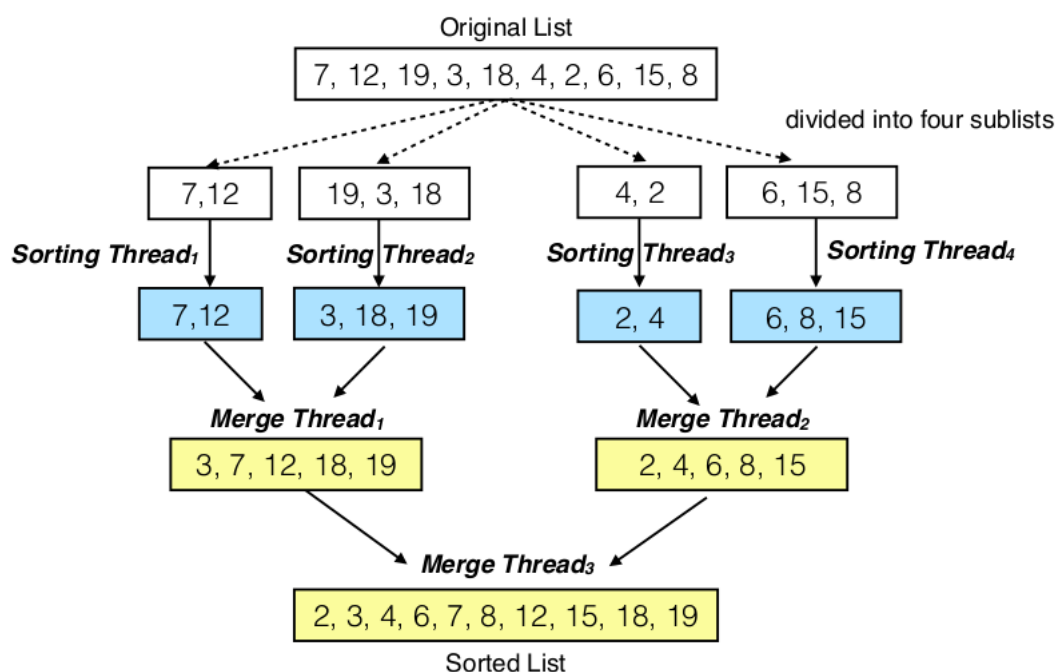 Original List
7, 12, 19, 3, 18, 4, 2, 6, 15, 8
divided into four sublists
7,12
19, 3, 18
4, 2
6, 15, 8
Sorting Thread₁
Sorting Thread₂
Sorting Thread₃
Sorting Thread₄
7,12
3, 18, 19
2, 4
6, 8, 15
Merge Thread₁
Merge Thread₂
3, 7, 12, 18, 19
2, 4, 6, 8, 15
Merge Thread₃
2, 3, 4, 6, 7, 8, 12, 15, 18, 19
Sorted List